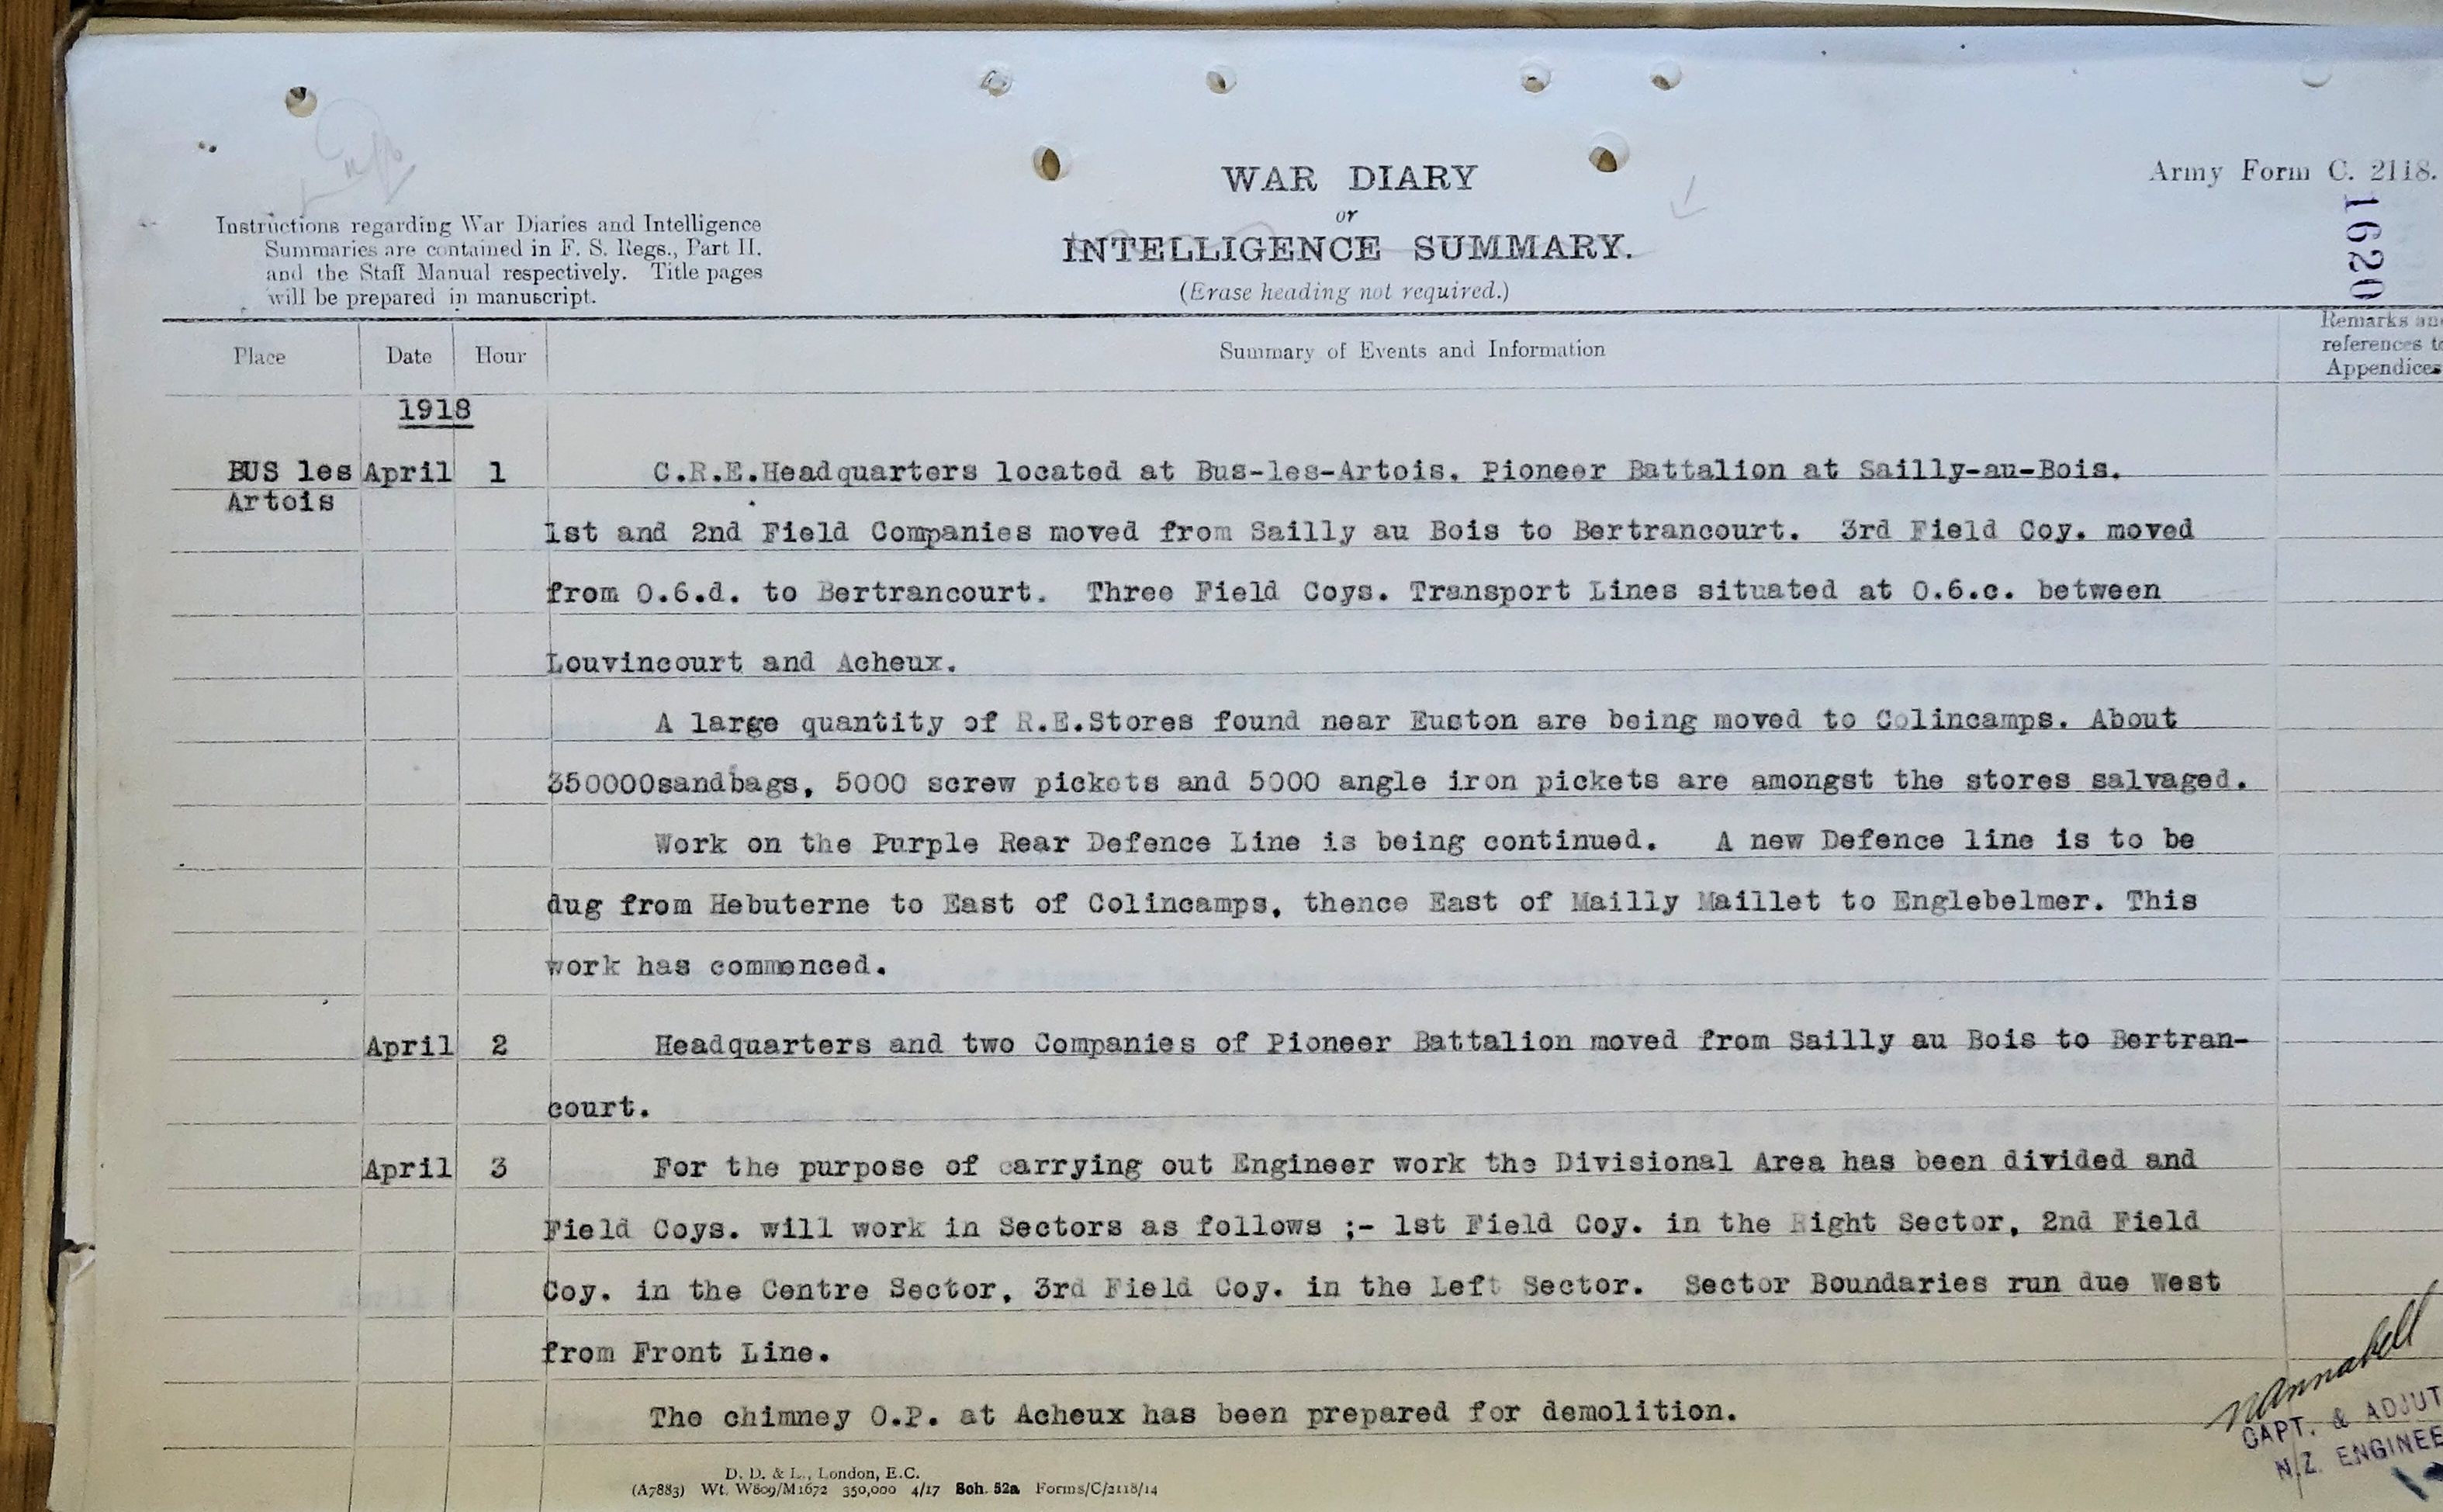 WAR DIARY
or
INTELLIGENCE SUMMARY.
(Erase heading not required.)
Army Form C. 2118.
1620
Instructions regarding War Diaries and Intelligence
Summaries are contained in F. S. Regs., Part II.
and the Staff Manual respectively. Title pages
will be prepared in manuscript.
Place Date Hour Summary of Events and Information
Remarks and
references to
Appendices
1918
BUS les April 1 C.R.E.Headquarters located at Bus-les-Artois. Pioneer Battalion at Sailly-au-Bois.
Artois
1st and 2nd Field Companies moved from Sailly au Bois to Bertrancourt. 3rd Field Coy. moved
from O.6.d. to Bertrancourt. Three Field Coys. Transport Lines situated at O.6.c. between
Louvincourt and Acheux.
A large quantity of R.E.Stores found near Euston are being moved to Colincamps. About
350000sandbags, 5000 screw pickets and 5000 angle iron pickets are amongst the stores salvaged.
Work on the Purple Rear Defence Line is being continued. A new Defence line is to be
dug from Hebuterne to East of Colincamps, thence East of Mailly Maillet to Englebelmer. This
work has commenced.
April 2 Headquarters and two Companies of Pioneer Battalion moved from Sailly au Bois to Bertran-
court.
April 3 For the purpose of carrying out Engineer work the Divisional Area has been divided and
Field Coys. will work in Sectors as follows ;- 1st Field Coy. in the Right Sector, 2nd Field
Coy. in the Centre Sector, 3rd Field Coy. in the Left Sector. Sector Boundaries run due West
from Front Line.
The chimney O.P. at Acheux has been prepared for demolition.
CAPT. & ADJUT
N.Z. ENGINEE
D. D. & L., London, E.C.
(A7883) Wt. W809/M1672 350,000 4/17 Sch. 52a Forms/C/2118/14